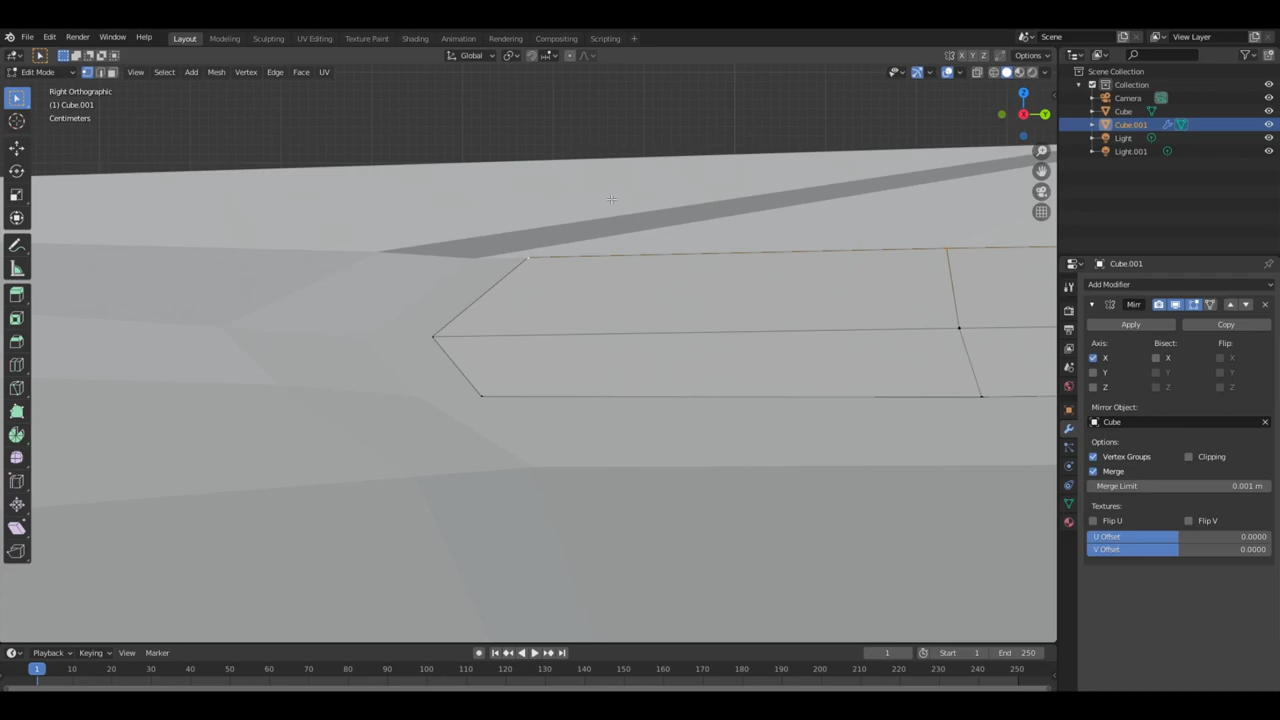 File Edit Render Window Help Layout Modeling Sculpting UV Editing Texture Paint Shading Animation Rendering Compositing Scripting + Scene View Layer
Global X Y Z Options
Edit Mode View Select Add Mesh Vertex Edge Face UV
Right Orthographic
(1) Cube.001
Centimeters
Z
X Y
Scene Collection
Collection
Camera
Cube
Cube.001
Light
Light.001
Cube.001
Add Modifier
Mirr
Apply Copy
Axis: Bisect: Flip:
X X X
Y Y Y
Z Z Z
Mirror Object:
Cube
Options:
Vertex Groups Clipping
Merge
Merge Limit 0.001 m
Textures:
Flip U Flip V
U Offset 0.0000
V Offset 0.0000
Playback Keying View Marker 1 Start 1 End 250
1 10 20 30 40 50 60 70 80 90 100 110 120 130 140 150 160 170 180 190 200 210 220 230 240 250